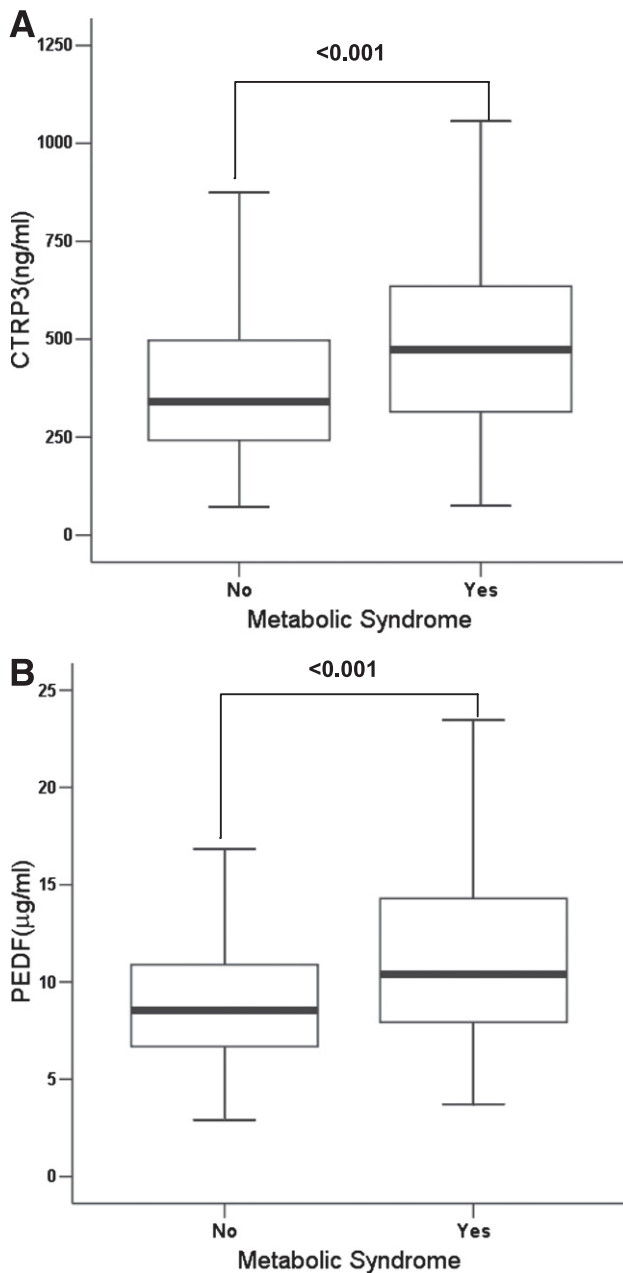 A
<0.001
1250
1000
750
500
250
0
CTRP3(ng/ml)
No Yes
Metabolic Syndrome
B
<0.001
25
20
15
10
5
0
PEDF(μg/ml)
No Yes
Metabolic Syndrome